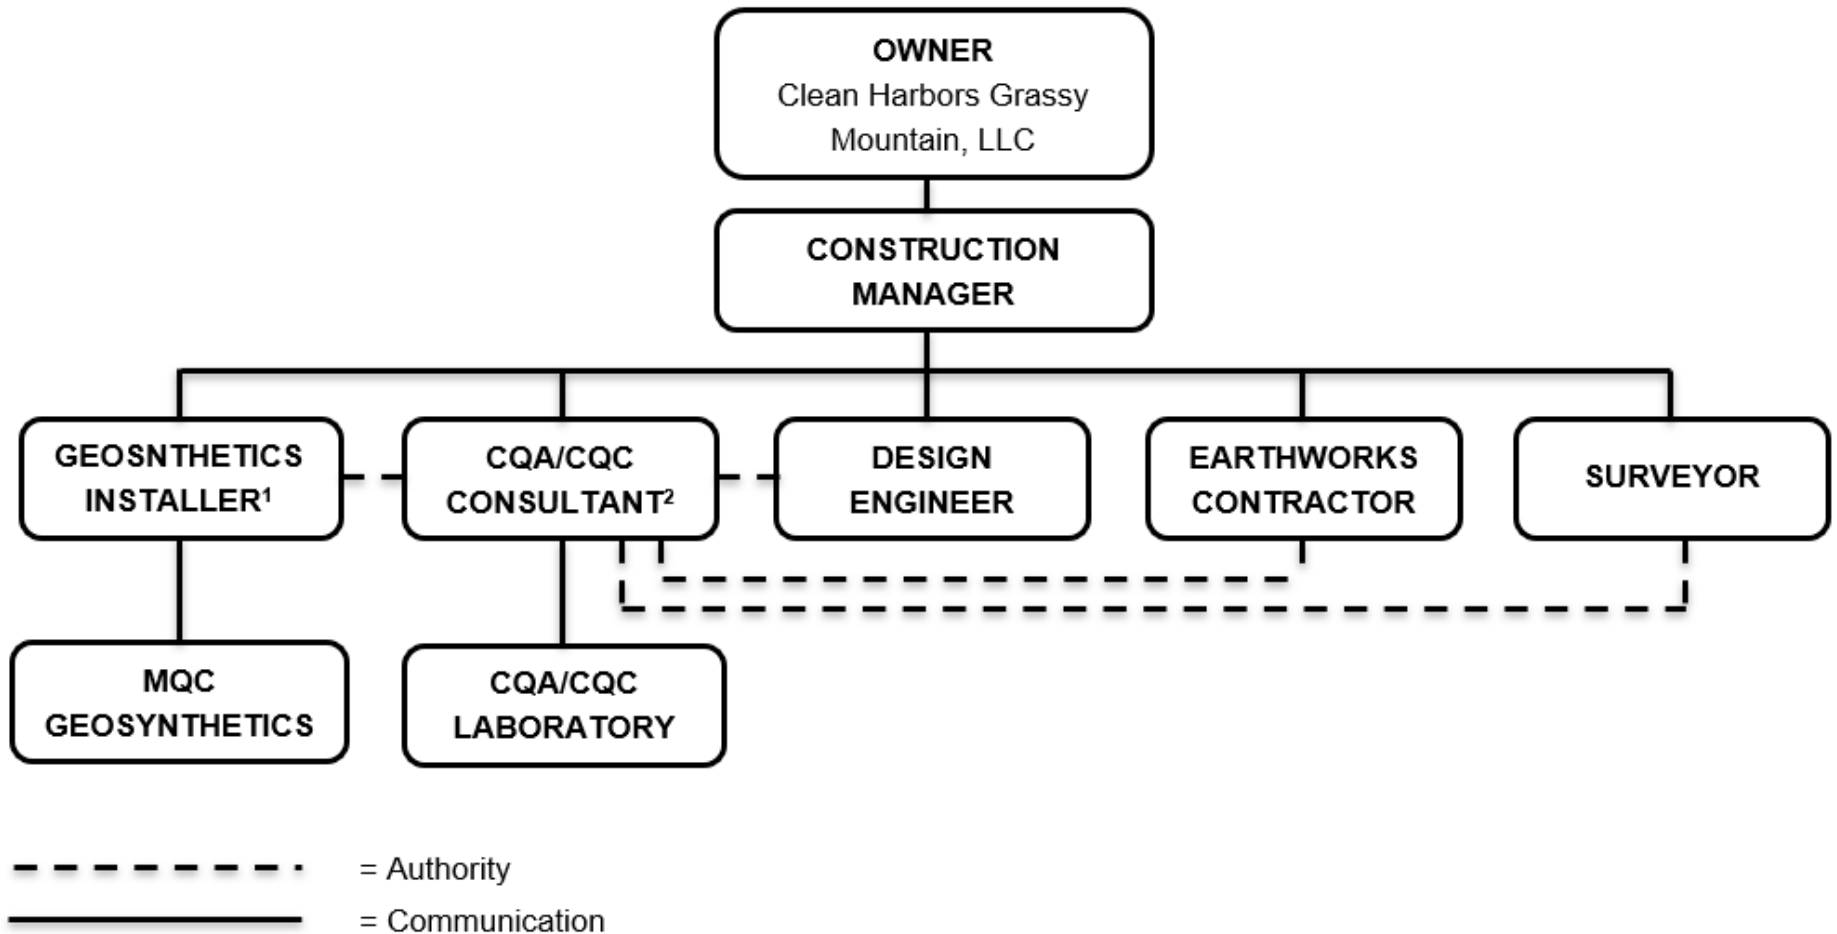 OWNER
Clean Harbors Grassy
Mountain, LLC
CONSTRUCTION
MANAGER
GEOSNTHETICS
INSTALLER¹
CQA/CQC
CONSULTANT²
DESIGN
ENGINEER
EARTHWORKS
CONTRACTOR
SURVEYOR
MQC
GEOSYNTHETICS
CQA/CQC
LABORATORY
= Authority
= Communication